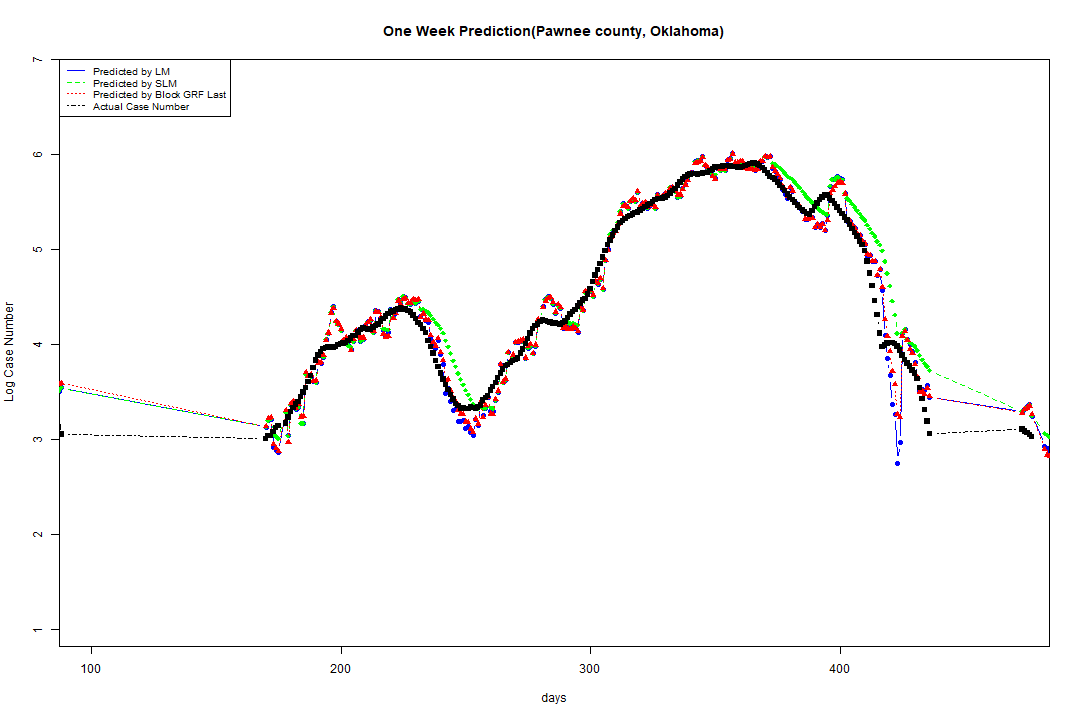 One Week Prediction(Pawnee county, Oklahoma)
Predicted by LM
Predicted by SLM
Predicted by Block GRF Last
Actual Case Number
7
6
5
4
3
2
1
Log Case Number
100 200 300 400
days